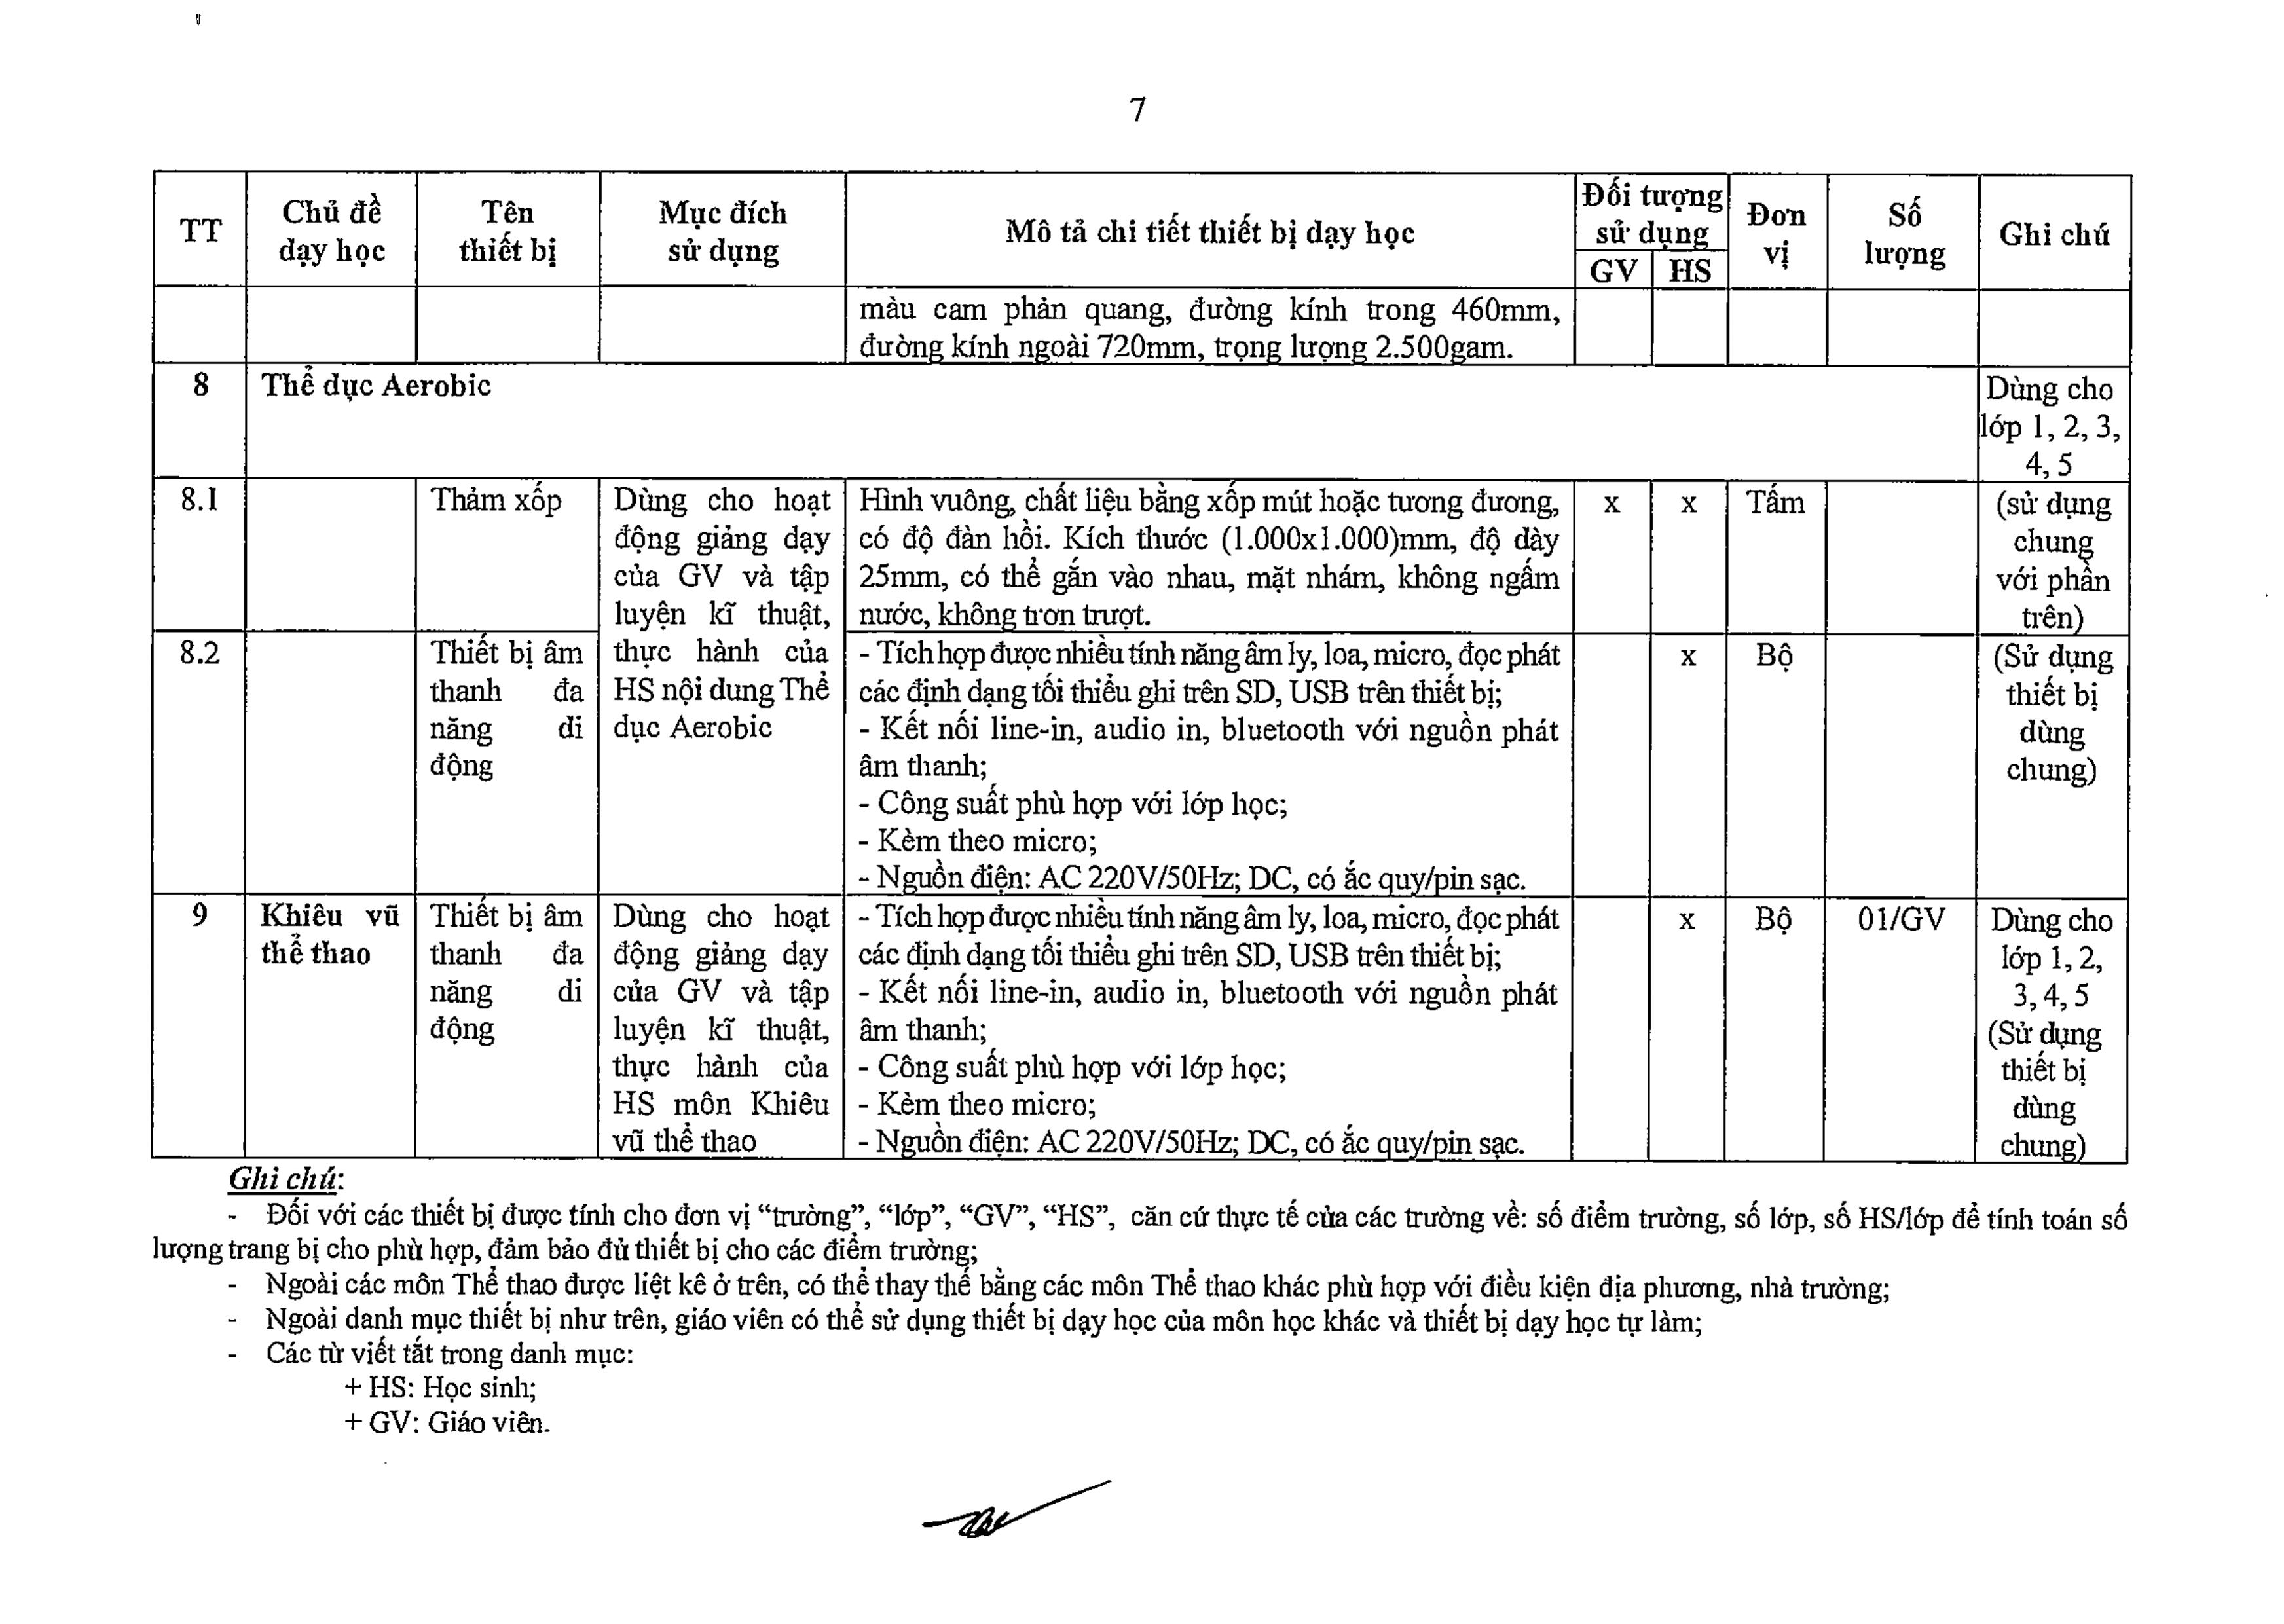 7
TT
Chủ đề
dạy học
Tên
thiết bị
Mục đích
sử dụng
Mô tả chi tiết thiết bị dạy học
Đối tượng
sử dụng
GV HS
Đơn
vị
Số
lượng
Ghi chú
màu cam phản quang, đường kính trong 460mm,
đường kính ngoài 720mm, trọng lượng 2.500gam.
8
Thể dục Aerobic
Dùng cho
lớp 1, 2, 3,
4, 5
8.1
Thảm xốp
Dùng cho hoạt
động giảng dạy
của GV và tập
luyện kĩ thuật,
thực hành của
HS nội dung Thể
dục Aerobic
Hình vuông, chất liệu bằng xốp mút hoặc tương đương,
có độ đàn hồi. Kích thước (1.000x1.000)mm, độ dày
25mm, có thể gắn vào nhau, mặt nhám, không ngấm
nước, không trơn trượt.
x
x
Tấm
(sử dụng
chung
với phần
trên)
8.2
Thiết bị âm
thanh đa
năng di
động
- Tích hợp được nhiều tính năng âm ly, loa, micro, đọc phát
các định dạng tối thiểu ghi trên SD, USB trên thiết bị;
- Kết nối line-in, audio in, bluetooth với nguồn phát
âm thanh;
- Công suất phù hợp với lớp học;
- Kèm theo micro;
- Nguồn điện: AC 220V/50Hz; DC, có ắc quy/pin sạc.
x
Bộ
(Sử dụng
thiết bị
dùng
chung)
9
Khiêu vũ
thể thao
Thiết bị âm
thanh đa
năng di
động
Dùng cho hoạt
động giảng dạy
của GV và tập
luyện kĩ thuật,
thực hành của
HS môn Khiêu
vũ thể thao
- Tích hợp được nhiều tính năng âm ly, loa, micro, đọc phát
các định dạng tối thiểu ghi trên SD, USB trên thiết bị;
- Kết nối line-in, audio in, bluetooth với nguồn phát
âm thanh;
- Công suất phù hợp với lớp học;
- Kèm theo micro;
- Nguồn điện: AC 220V/50Hz; DC, có ắc quy/pin sạc.
x
Bộ
01/GV
Dùng cho
lớp 1, 2,
3, 4, 5
(Sử dụng
thiết bị
dùng
chung)
Ghi chú:
- Đối với các thiết bị được tính cho đơn vị “trường”, “lớp”, “GV”, “HS”, căn cứ thực tế của các trường về: số điểm trường, số lớp, số HS/lớp để tính toán số
lượng trang bị cho phù hợp, đảm bảo đủ thiết bị cho các điểm trường;
- Ngoài các môn Thể thao được liệt kê ở trên, có thể thay thế bằng các môn Thể thao khác phù hợp với điều kiện địa phương, nhà trường;
- Ngoài danh mục thiết bị như trên, giáo viên có thể sử dụng thiết bị dạy học của môn học khác và thiết bị dạy học tự làm;
- Các từ viết tắt trong danh mục:
+ HS: Học sinh;
+ GV: Giáo viên.